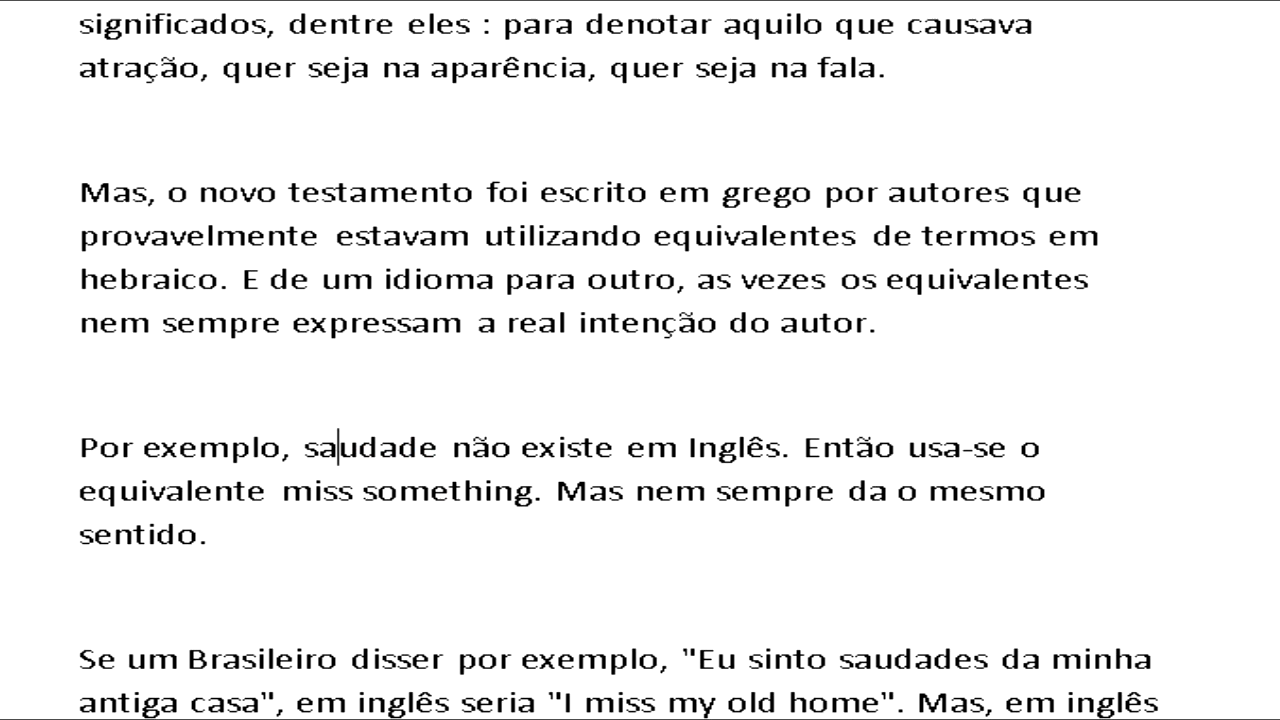 significados, dentre eles : para denotar aquilo que causava
atração, quer seja na aparência, quer seja na fala.
Mas, o novo testamento foi escrito em grego por autores que
provavelmente estavam utilizando equivalentes de termos em
hebraico. E de um idioma para outro, as vezes os equivalentes
nem sempre expressam a real intenção do autor.
Por exemplo, saudade não existe em Inglês. Então usa-se o
equivalente miss something. Mas nem sempre da o mesmo
sentido.
Se um Brasileiro disser por exemplo, "Eu sinto saudades da minha
antiga casa", em inglês seria "I miss my old home". Mas, em inglês